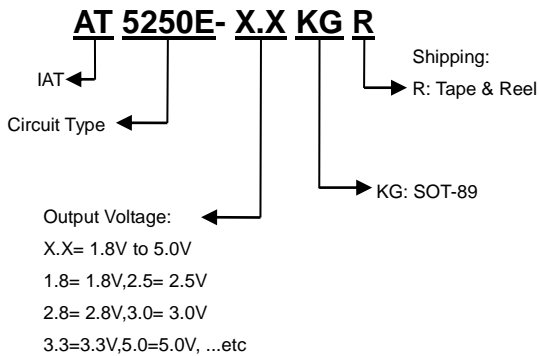 AT 5250E- X.X KG R
Shipping:
IAT
R: Tape & Reel
Circuit Type
KG: SOT-89
Output Voltage:
X.X= 1.8V to 5.0V
1.8= 1.8V,2.5= 2.5V
2.8= 2.8V,3.0= 3.0V
3.3=3.3V,5.0=5.0V, ...etc